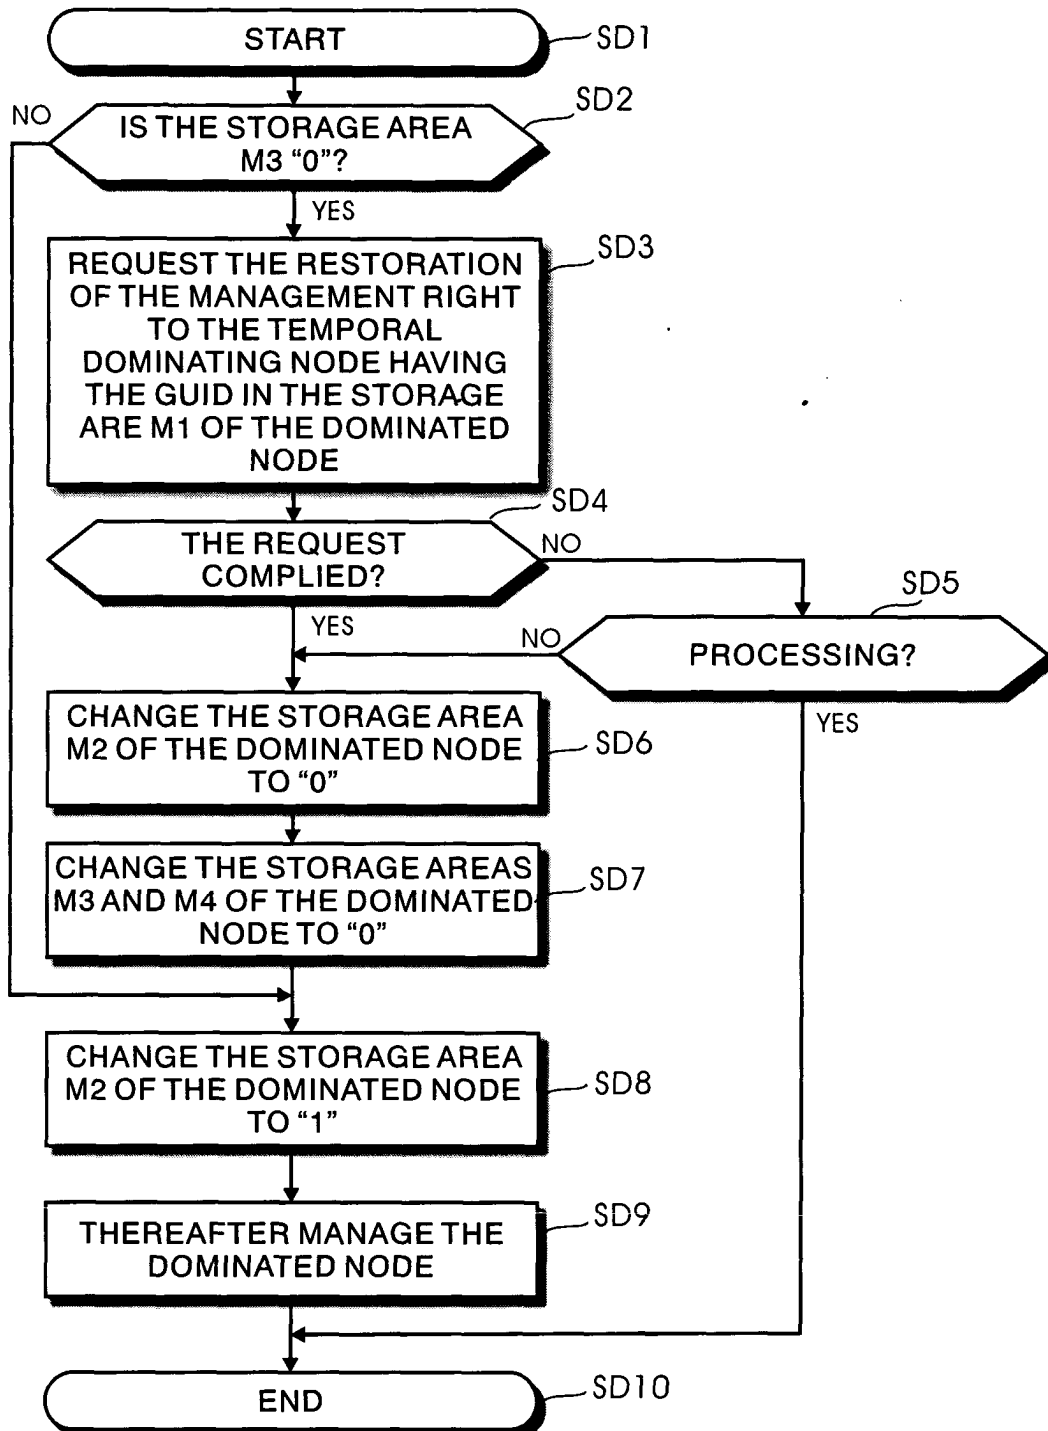 START
SD1
NO
SD2
IS THE STORAGE AREA
M3 “0”?
YES
SD3
REQUEST THE RESTORATION
OF THE MANAGEMENT RIGHT
TO THE TEMPORAL
DOMINATING NODE HAVING
THE GUID IN THE STORAGE
ARE M1 OF THE DOMINATED
NODE
SD4
THE REQUEST
COMPLIED?
NO
YES
SD5
NO
PROCESSING?
YES
CHANGE THE STORAGE AREA
M2 OF THE DOMINATED NODE
TO “0”
SD6
CHANGE THE STORAGE AREAS
M3 AND M4 OF THE DOMINATED
NODE TO “0”
SD7
CHANGE THE STORAGE AREA
M2 OF THE DOMINATED NODE
TO “1”
SD8
THEREAFTER MANAGE THE
DOMINATED NODE
SD9
END
SD10